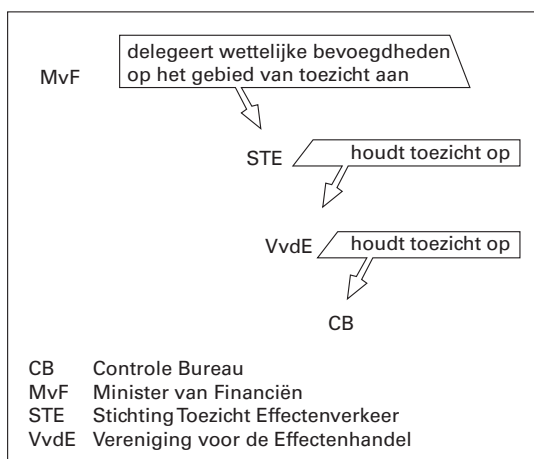 delegeert wettelijke bevoegdheden
MvF op het gebied van toezicht aan
STE houdt toezicht op
VvdE houdt toezicht op
CB
CB Controle Bureau
MvF Minister van Financiën
STE Stichting Toezicht Effectenverkeer
VvdE Vereniging voor de Effectenhandel